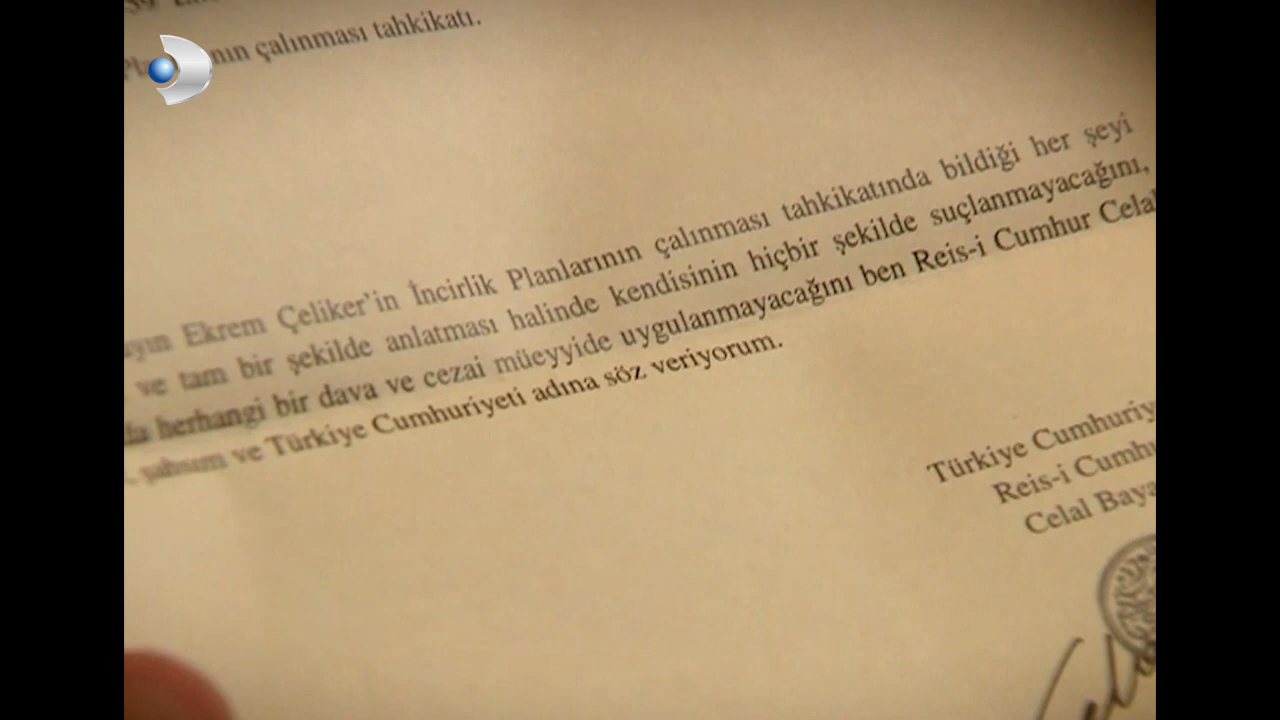 nın çalınması tahkikatı.
Ekrem Çeliker'in İncirlik Planlarının çalınması tahkikatında bildiği her şeyi
ve tam bir şekilde anlatması halinde kendisinin hiçbir şekilde suçlanmayacağını,
herhangi bir dava ve cezai müeyyide uygulanmayacağını ben Reis-i Cumhur Celal
şahsım ve Türkiye Cumhuriyeti adına söz veriyorum.
Türkiye Cumhuriy
Reis-i Cumhu
Celal Baya